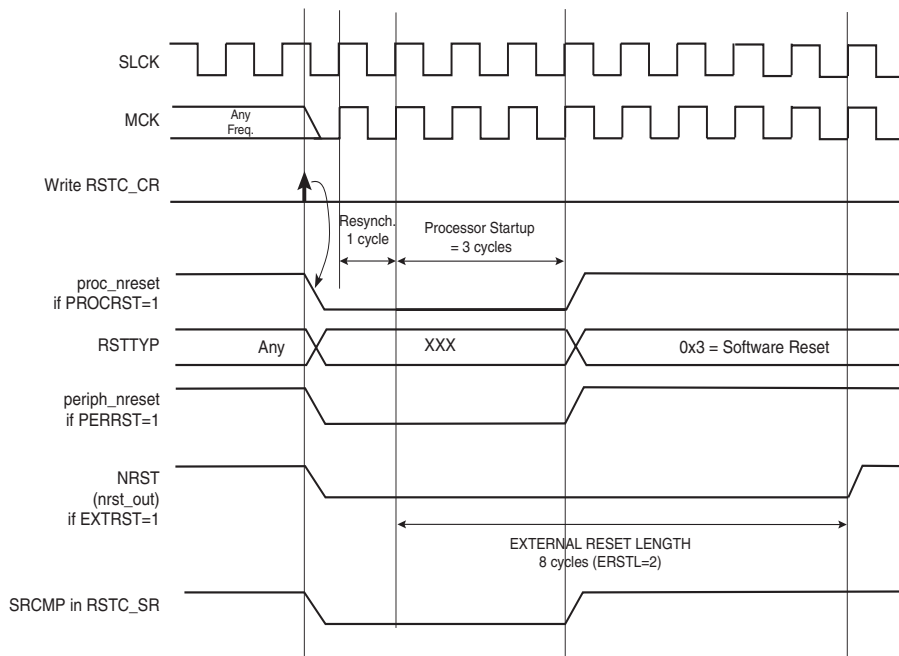 SLCK
MCK
Any
Freq.
Write RSTC_CR
Resynch.
1 cycle
Processor Startup
= 3 cycles
proc_nreset
if PROCRST=1
RSTTYP
Any
XXX
0x3 = Software Reset
periph_nreset
if PERRST=1
NRST
(nrst_out)
if EXTRST=1
EXTERNAL RESET LENGTH
8 cycles (ERSTL=2)
SRCMP in RSTC_SR